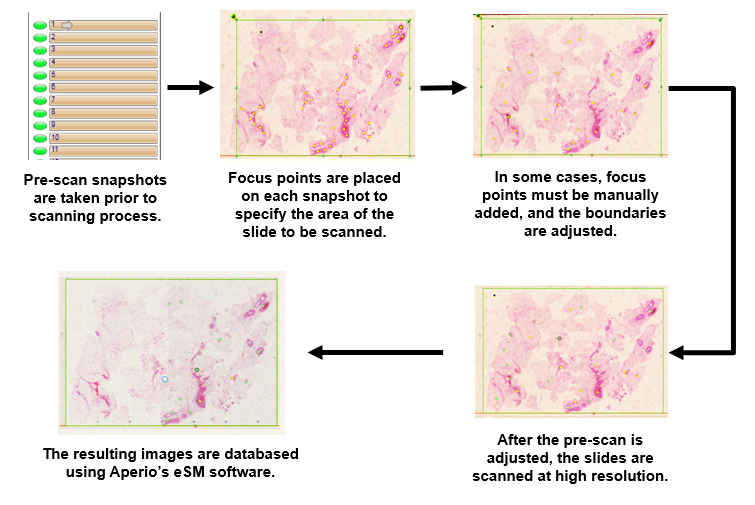 1
2
3
4
5
6
7
8
9
10
11
Pre-scan snapshots
are taken prior to
scanning process.
Focus points are placed
on each snapshot to
specify the area of the
slide to be scanned.
In some cases, focus
points must be manually
added, and the boundaries
are adjusted.
The resulting images are databased
using Aperio's eSM software.
After the pre-scan is
adjusted, the slides are
scanned at high resolution.